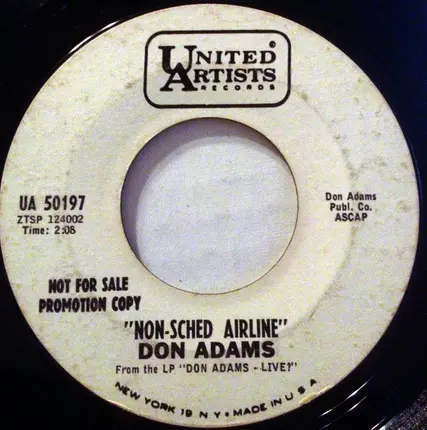 UNITED
ARTISTS
RECORDS
UA 50197
ZTSP 124002
Time: 2:08
Don Adams
Publ. Co.
ASCAP
NOT FOR SALE
PROMOTION COPY
"NON-SCHED AIRLINE"
DON ADAMS
From the LP "DON ADAMS - LIVE?"
NEW YORK 19 N Y • MADE IN U S A